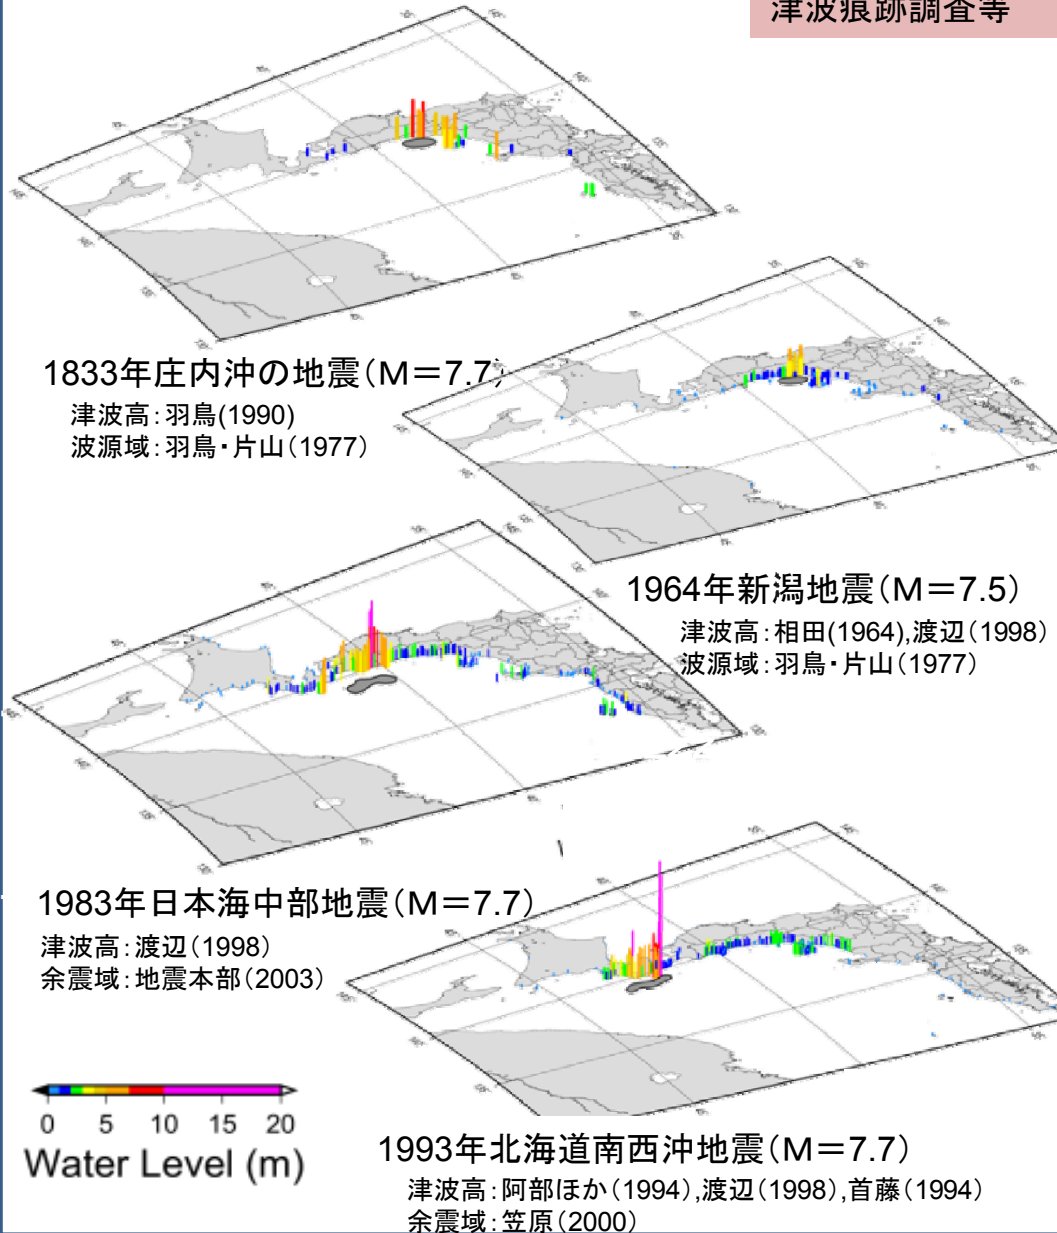 津波痕跡調査等
1833年庄内沖の地震(M=7.7)
津波高:羽鳥(1990)
波源域:羽鳥・片山(1977)
1964年新潟地震(M=7.5)
津波高:相田(1964),渡辺(1998)
波源域:羽鳥・片山(1977)
1983年日本海中部地震(M=7.7)
津波高:渡辺(1998)
余震域:地震本部(2003)
0 5 10 15 20
Water Level (m)
1993年北海道南西沖地震(M=7.7)
津波高:阿部ほか(1994),渡辺(1998),首藤(1994)
余震域:笠原(2000)